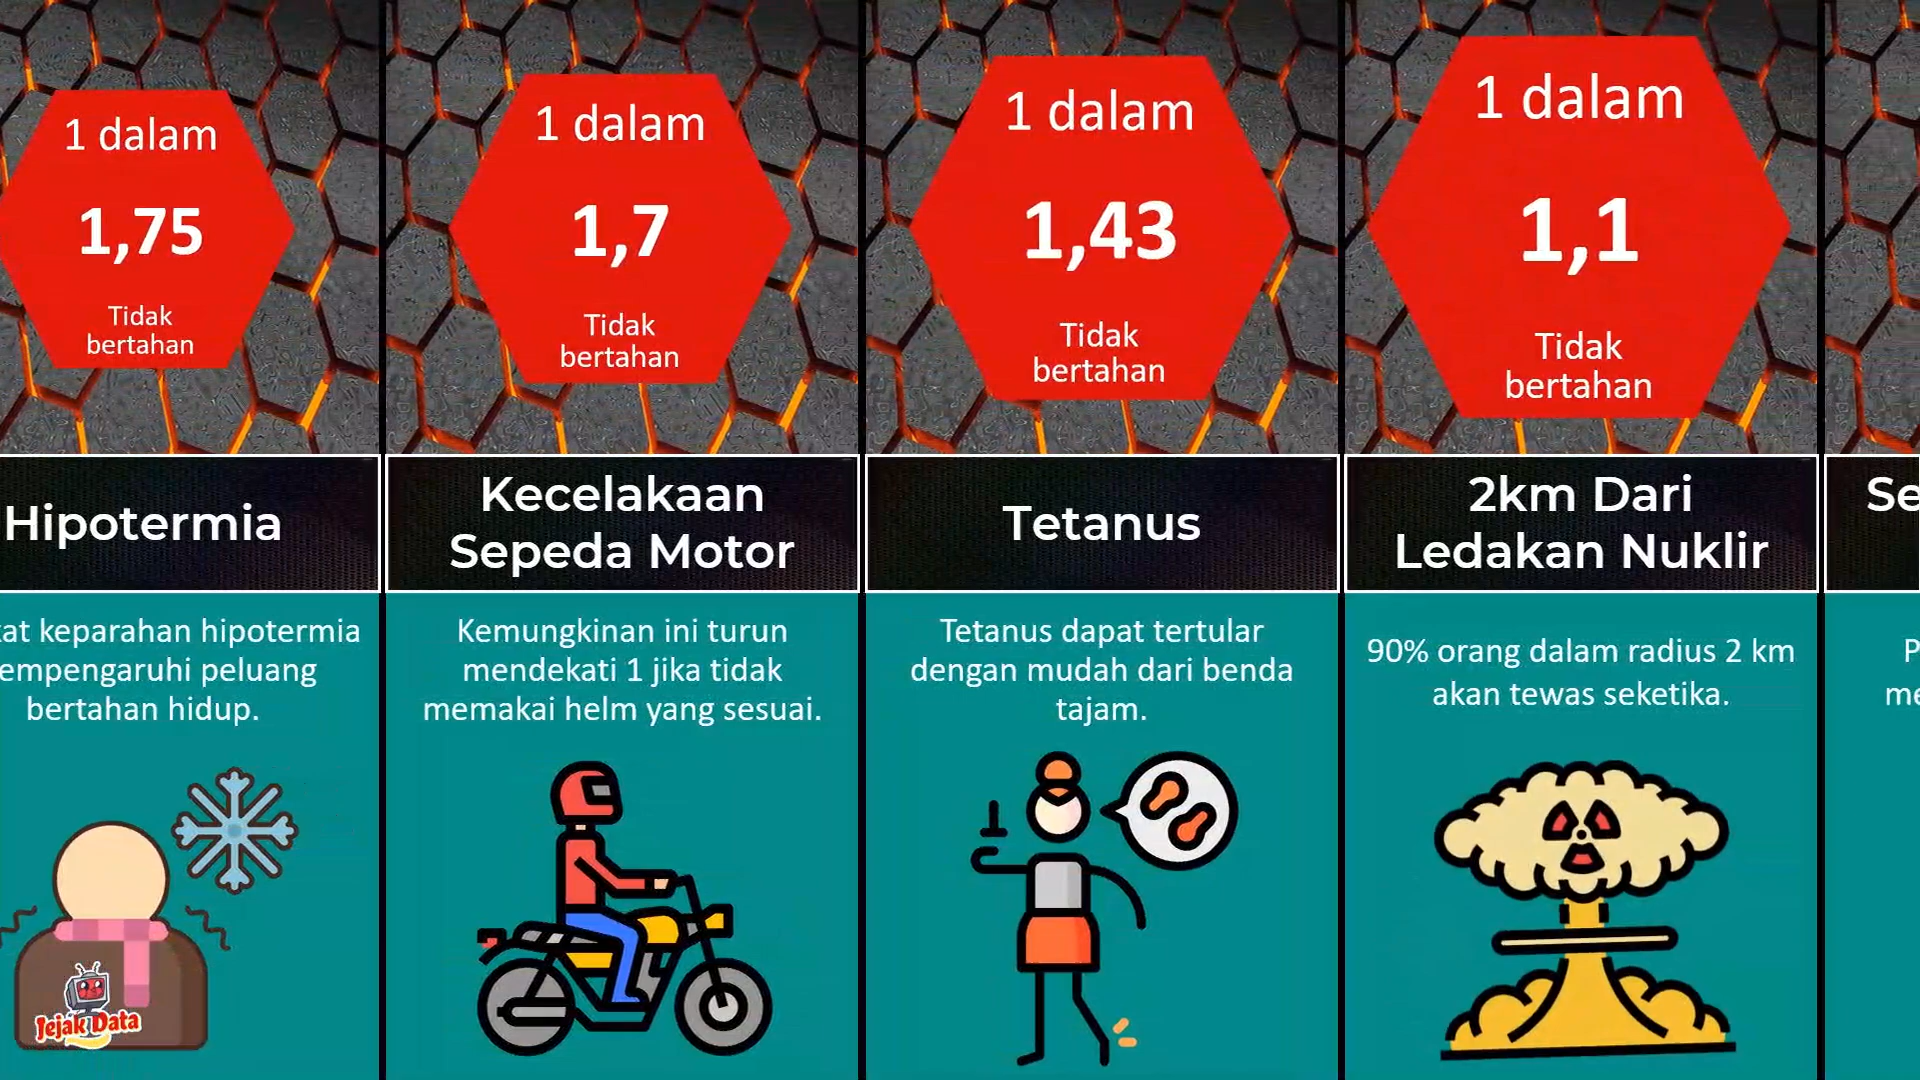 1 dalam
1,75
Tidak
bertahan
Hipotermia
keparahan hipotermia
peluang
bertahan hidup.
Jejak Data
1 dalam
1,7
Tidak
bertahan
Kecelakaan
Sepeda Motor
Kemungkinan ini turun
mendekati 1 jika tidak
memakai helm yang sesuai.
1 dalam
1,43
Tidak
bertahan
Tetanus
Tetanus dapat tertular
dengan mudah dari benda
tajam.
1 dalam
1,1
Tidak
bertahan
2km Dari
Ledakan Nuklir
90% orang dalam radius 2 km
akan tewas seketika.